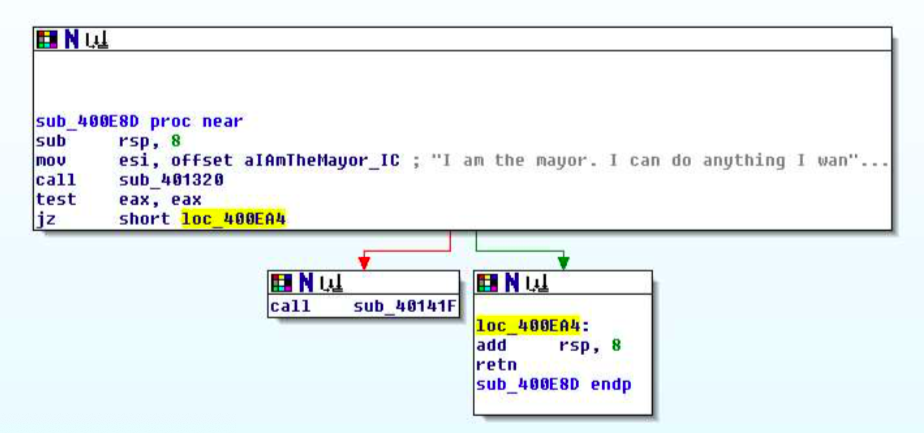 sub_400E8D proc near
sub rsp, 8
mov esi, offset aIAmTheMayor_IC ; "I am the mayor. I can do anything I wan"...
call sub_401320
test eax, eax
jz short loc_400EA4
call sub_40141F
loc_400EA4:
add rsp, 8
retn
sub_400E8D endp